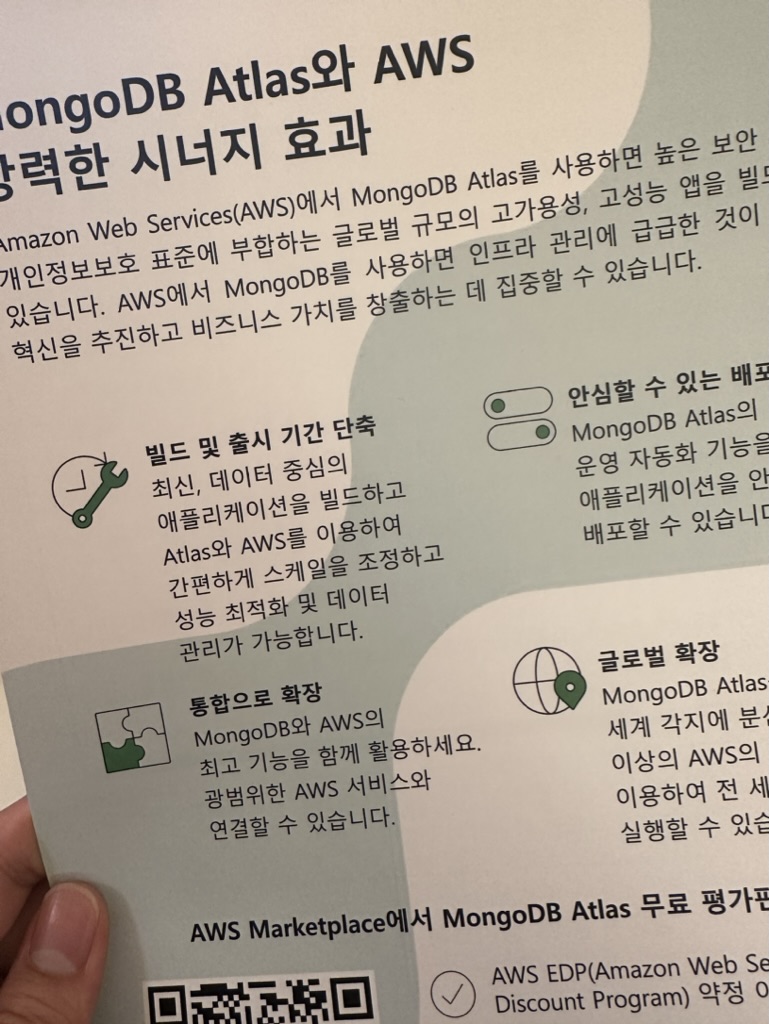 MongoDB Atlas와 AWS
강력한 시너지 효과
Amazon Web Services(AWS)에서 MongoDB Atlas를 사용하면 높은 보안
개인정보보호 표준에 부합하는 글로벌 규모의 고가용성, 고성능 앱을
있습니다. AWS에서 MongoDB를 사용하면 인프라 관리에 급급한 것이
혁신을 추진하고 비즈니스 가치를 창출하는 데 집중할 수 있습니다.
빌드 및 출시 기간 단축
최신, 데이터 중심의
애플리케이션을 빌드하고
Atlas와 AWS를 이용하여
간편하게 스케일을 조정하고
성능 최적화 및 데이터
관리가 가능합니다.
안심할 수 있는 배포
MongoDB Atlas의
운영 자동화 기능을
애플리케이션을 안
배포할 수 있습니다
통합으로 확장
MongoDB와 AWS의
최고 기능을 함께 활용하세요.
광범위한 AWS 서비스와
연결할 수 있습니다.
글로벌 확장
MongoDB Atlas
세계 각지에 분
이상의 AWS의
이용하여 전 세
실행할 수 있습
AWS Marketplace에서 MongoDB Atlas 무료 평가판
AWS EDP(Amazon Web Se
Discount Program) 약정